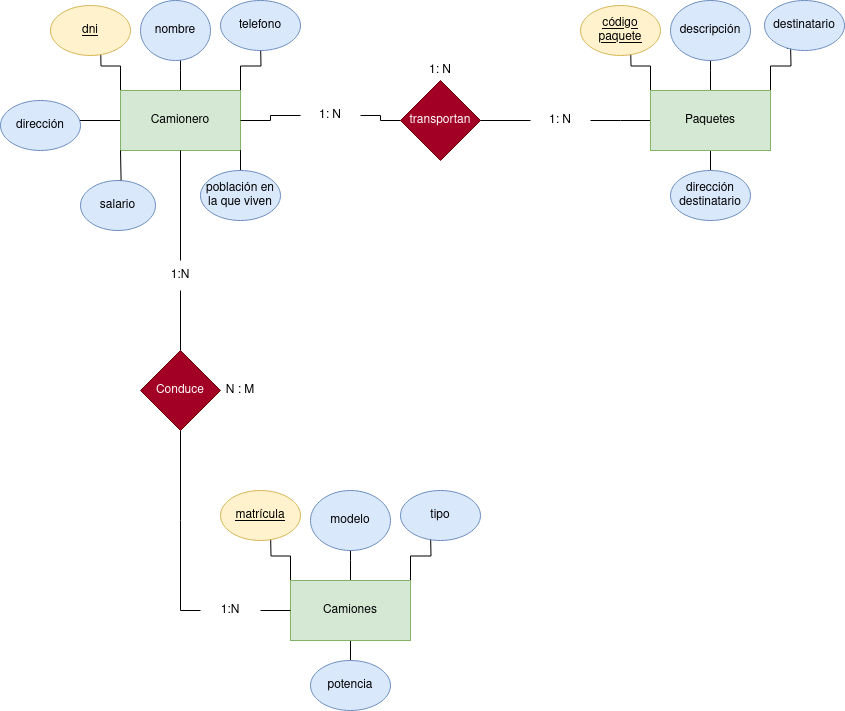 dni
nombre
telefono
código
paquete
descripción
destinatario
1: N
dirección
Camionero
1: N
transportan
1: N
Paquetes
salario
población en
la que viven
dirección
destinatario
1:N
Conduce
N : M
matrícula
modelo
tipo
1:N
Camiones
potencia